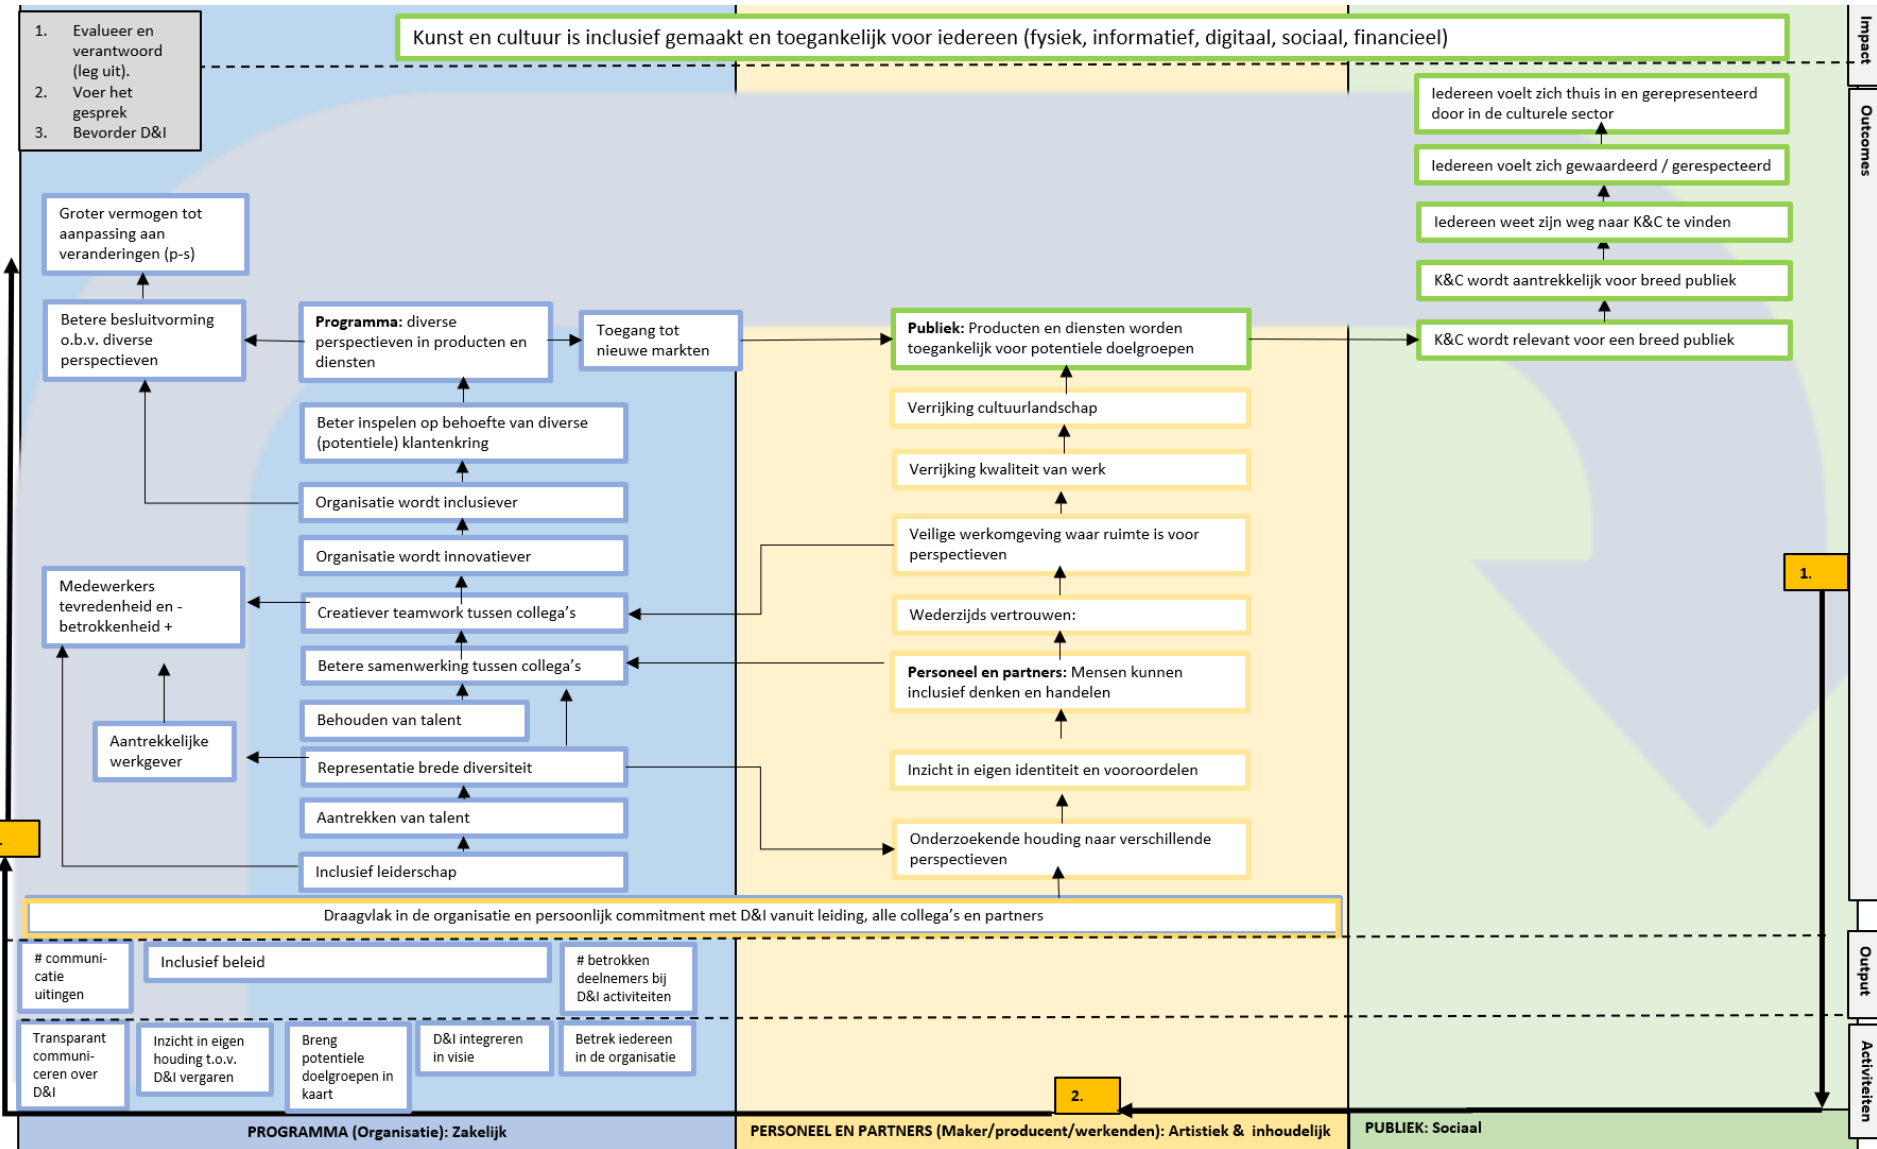 1. Evalueer en
verantwoord
(leg uit).
2. Voer het
gesprek
3. Bevorder D&I
Kunst en cultuur is inclusief gemaakt en toegankelijk voor iedereen (fysiek, informatief, digitaal, sociaal, financieel)
Impact
Outcomes
Iedereen voelt zich thuis in en gerepresenteerd
door in de culturele sector
Iedereen voelt zich gewaardeerd / gerespecteerd
Iedereen weet zijn weg naar K&C te vinden
K&C wordt aantrekkelijk voor breed publiek
K&C wordt relevant voor een breed publiek
Groter vermogen tot
aanpassing aan
veranderingen (p-s)
Betere besluitvorming
o.b.v. diverse
perspectieven
Programma: diverse
perspectieven in producten en
diensten
Toegang tot
nieuwe markten
Publiek: Producten en diensten worden
toegankelijk voor potentiele doelgroepen
Beter inspelen op behoefte van diverse
(potentiele) klantenkring
Organisatie wordt inclusiever
Organisatie wordt innovatiever
Medewerkers
tevredenheid en -
betrokkenheid +
Creatiever teamwork tussen collega's
Betere samenwerking tussen collega's
Behouden van talent
Aantrekkelijke
werkgever
Representatie brede diversiteit
Aantrekken van talent
Inclusief leiderschap
Verrijking cultuurlandschap
Verrijking kwaliteit van werk
Veilige werkomgeving waar ruimte is voor
perspectieven
Wederzijds vertrouwen:
Personeel en partners: Mensen kunnen
inclusief denken en handelen
Inzicht in eigen identiteit en vooroordelen
Onderzoekende houding naar verschillende
perspectieven
1.
Draagvlak in de organisatie en persoonlijk commitment met D&I vanuit leiding, alle collega's en partners
# communi-
catie
uitingen
Inclusief beleid
# betrokken
deelnemers bij
D&I activiteiten
Output
Transparant
communi-
ceren over
D&I
Inzicht in eigen
houding t.o.v.
D&I vergaren
Breng
potentiele
doelgroepen in
kaart
D&I integreren
in visie
Betrek iedereen
in de organisatie
2.
Activiteiten
PROGRAMMA (Organisatie): Zakelijk
PERSONEEL EN PARTNERS (Maker/producent/werkenden): Artistiek & inhoudelijk
PUBLIEK: Sociaal